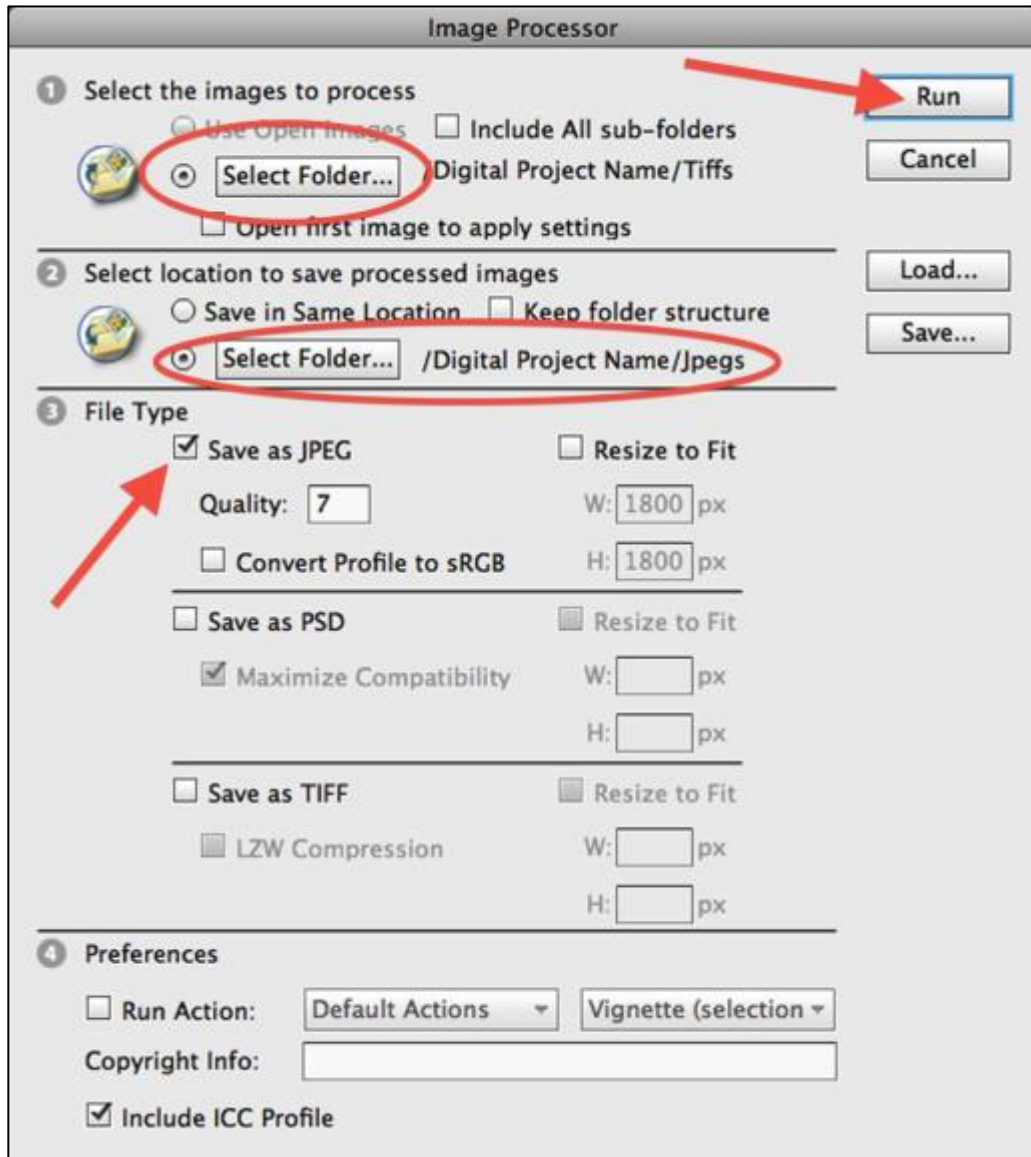 Image Processor
1 Select the images to process
Run
Use Open Images Include All sub-folders
Select Folder... /Digital Project Name/Tiffs
Cancel
Open first image to apply settings
2 Select location to save processed images
Load...
Save in Same Location Keep folder structure
Save...
Select Folder... /Digital Project Name/Jpegs
3 File Type
Save as JPEG Resize to Fit
Quality: 7 W: 1800 px
Convert Profile to sRGB H: 1800 px
Save as PSD Resize to Fit
Maximize Compatibility W: px
H: px
Save as TIFF Resize to Fit
LZW Compression W: px
H: px
4 Preferences
Run Action: Default Actions Vignette (selection
Copyright Info:
Include ICC Profile